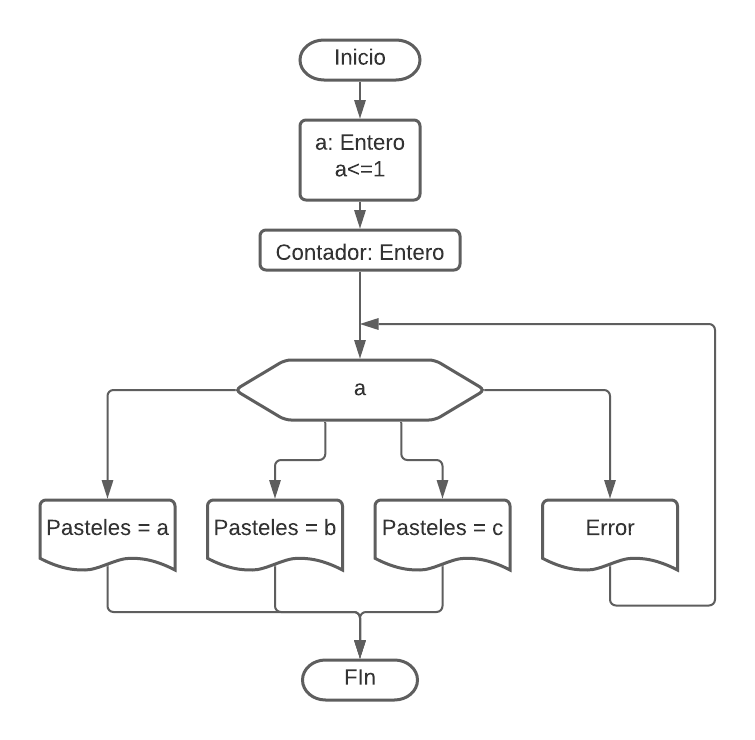 Inicio
a: Entero
a<=1
Contador: Entero
a
Pasteles = a
Pasteles = b
Pasteles = c
Error
FIn